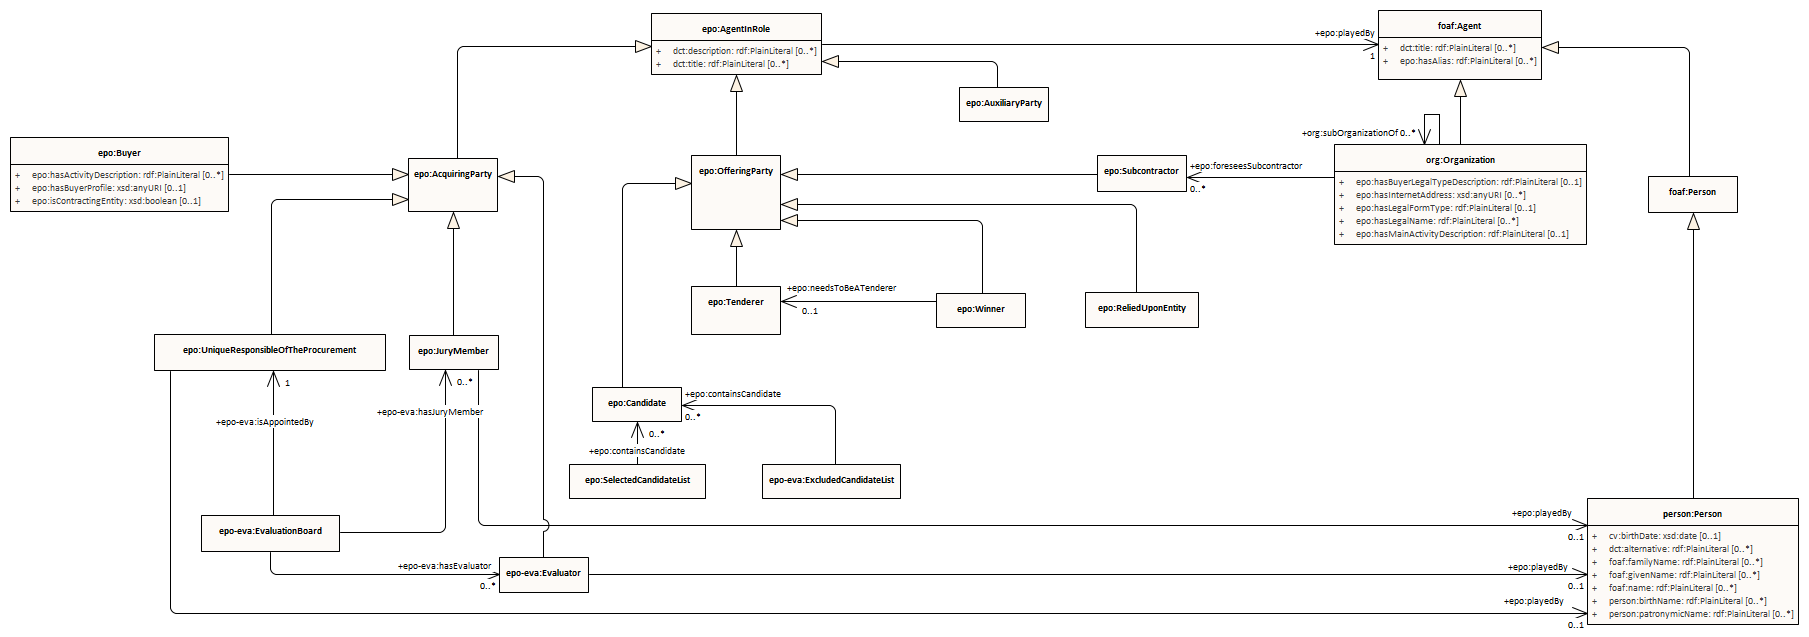 epo:AgentInRole
+ dct:description: rdf:PlainLiteral [0..*]
+ dct:title: rdf:PlainLiteral [0..*]
+epo:playedBy
1
foaf:Agent
+ dct:title: rdf:PlainLiteral [0..*]
+ epo:hasAlias: rdf:PlainLiteral [0..*]
epo:AuxiliaryParty
epo:Buyer
+ epo:hasActivityDescription: rdf:PlainLiteral [0..*]
+ epo:hasBuyerProfile: xsd:anyURI [0..1]
+ epo:isContractingEntity: xsd:boolean [0..1]
epo:AcquiringParty
epo:OfferingParty
epo:Subcontractor
+epo:foreseesSubcontractor
0..*
+org:subOrganizationOf 0..*
org:Organization
+ epo:hasBuyerLegalTypeDescription: rdf:PlainLiteral [0..1]
+ epo:hasInternetAddress: xsd:anyURI [0..*]
+ epo:hasLegalFormType: rdf:PlainLiteral [0..1]
+ epo:hasLegalName: rdf:PlainLiteral [0..*]
+ epo:hasMainActivityDescription: rdf:PlainLiteral [0..1]
foaf:Person
epo:Tenderer
+epo:needsToBeATenderer
0..1
epo:Winner
epo:ReliedUponEntity
epo:UniqueResponsibleOfTheProcurement
epo:JuryMember
1
0..*
+epo-eva:isAppointedBy
+epo-eva:hasJuryMember
epo:Candidate
+epo:containsCandidate
0..*
0..*
+epo:containsCandidate
epo:SelectedCandidateList
epo-eva:ExcludedCandidateList
epo-eva:EvaluationBoard
+epo-eva:hasEvaluator
0..*
epo-eva:Evaluator
+epo:playedBy
0..1
+epo:playedBy
0..1
+epo:playedBy
0..1
person:Person
+ cv:birthDate: xsd:date [0..1]
+ dct:alternative: rdf:PlainLiteral [0..*]
+ foaf:familyName: rdf:PlainLiteral [0..*]
+ foaf:givenName: rdf:PlainLiteral [0..*]
+ foaf:name: rdf:PlainLiteral [0..*]
+ person:birthName: rdf:PlainLiteral [0..*]
+ person:patronymicName: rdf:PlainLiteral [0..*]